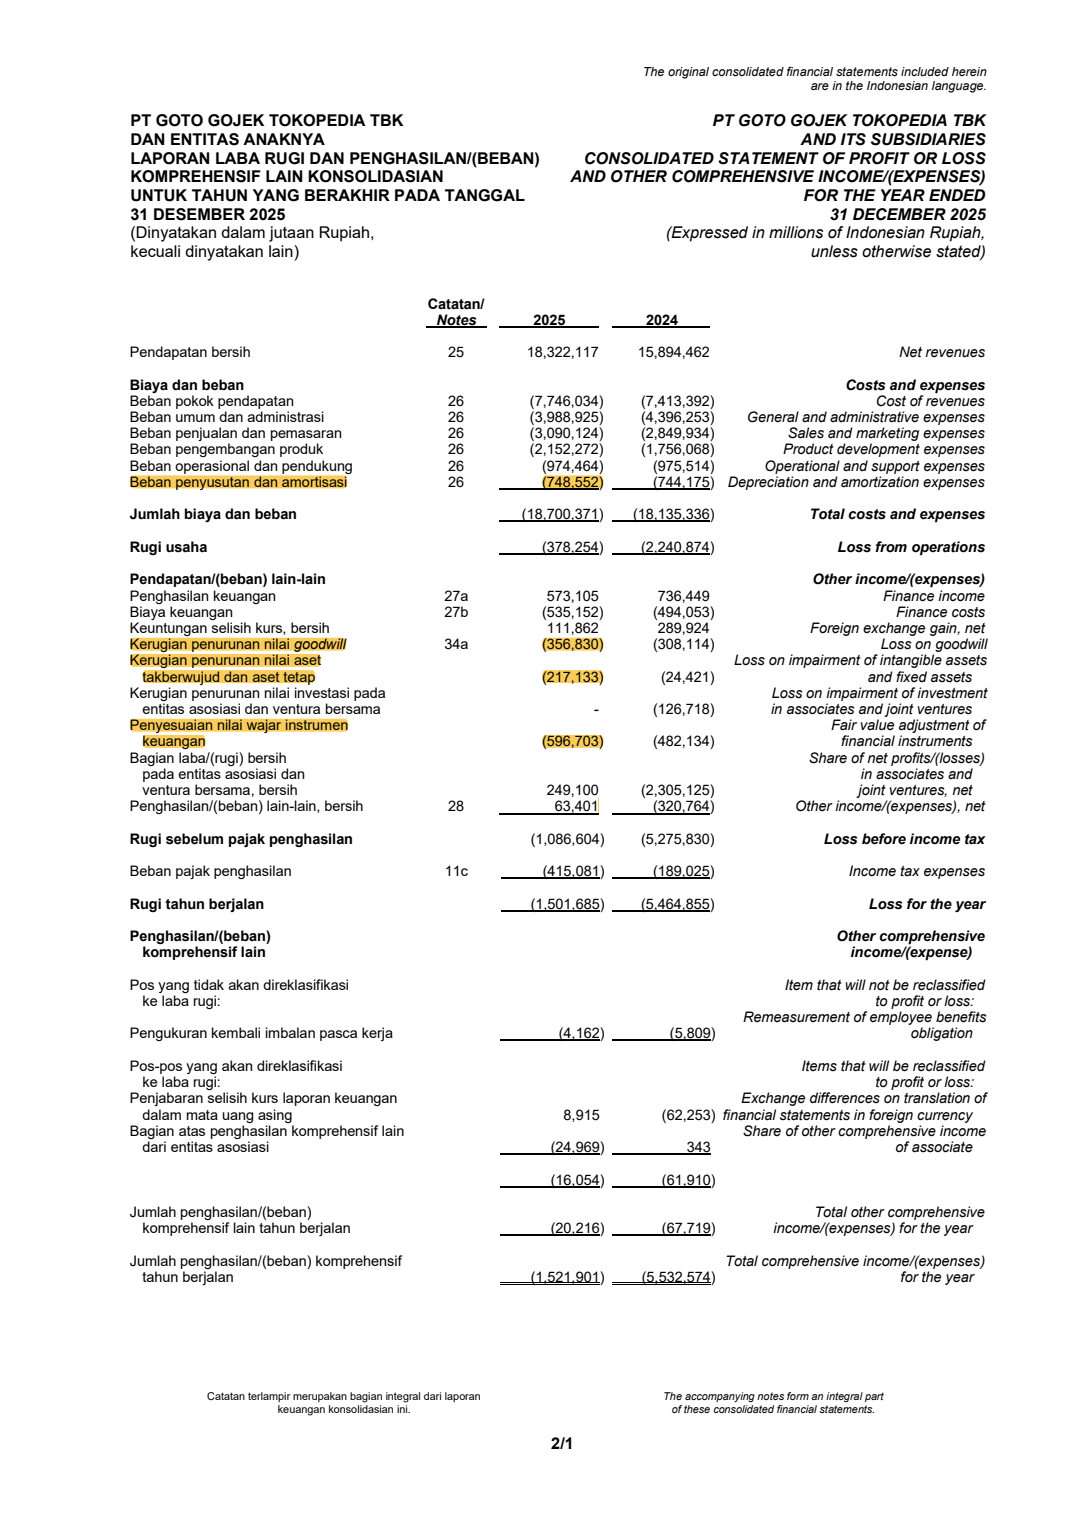 The original consolidated financial statements included herein
are in the Indonesian language.
PT GOTO GOJEK TOKOPEDIA TBK
DAN ENTITAS ANAKNYA
LAPORAN LABA RUGI DAN PENGHASILAN/(BEBAN)
KOMPREHENSIF LAIN KONSOLIDASIAN
UNTUK TAHUN YANG BERAKHIR PADA TANGGAL
31 DESEMBER 2025
(Dinyatakan dalam jutaan Rupiah,
kecuali dinyatakan lain)
PT GOTO GOJEK TOKOPEDIA TBK
AND ITS SUBSIDIARIES
CONSOLIDATED STATEMENT OF PROFIT OR LOSS
AND OTHER COMPREHENSIVE INCOME/(EXPENSES)
FOR THE YEAR ENDED
31 DECEMBER 2025
(Expressed in millions of Indonesian Rupiah,
unless otherwise stated)
Catatan/
Notes 2025 2024
Pendapatan bersih 25 18,322,117 15,894,462 Net revenues
Biaya dan beban Costs and expenses
Beban pokok pendapatan 26 (7,746,034) (7,413,392) Cost of revenues
Beban umum dan administrasi 26 (3,988,925) (4,396,253) General and administrative expenses
Beban penjualan dan pemasaran 26 (3,090,124) (2,849,934) Sales and marketing expenses
Beban pengembangan produk 26 (2,152,272) (1,756,068) Product development expenses
Beban operasional dan pendukung 26 (974,464) (975,514) Operational and support expenses
Beban penyusutan dan amortisasi 26 (748,552) (744,175) Depreciation and amortization expenses
Jumlah biaya dan beban (18,700,371) (18,135,336) Total costs and expenses
Rugi usaha (378,254) (2,240,874) Loss from operations
Pendapatan/(beban) lain-lain Other income/(expenses)
Penghasilan keuangan 27a 573,105 736,449 Finance income
Biaya keuangan 27b (535,152) (494,053) Finance costs
Keuntungan selisih kurs, bersih 111,862 289,924 Foreign exchange gain, net
Kerugian penurunan nilai goodwill 34a (356,830) (308,114) Loss on goodwill
Kerugian penurunan nilai aset Loss on impairment of intangible assets
takberwujud dan aset tetap (217,133) (24,421) and fixed assets
Kerugian penurunan nilai investasi pada Loss on impairment of investment
entitas asosiasi dan ventura bersama - (126,718) in associates and joint ventures
Penyesuaian nilai wajar instrumen Fair value adjustment of
keuangan (596,703) (482,134) financial instruments
Bagian laba/(rugi) bersih Share of net profits/(losses)
pada entitas asosiasi dan in associates and
ventura bersama, bersih 249,100 (2,305,125) joint ventures, net
Penghasilan/(beban) lain-lain, bersih 28 63,401 (320,764) Other income/(expenses), net
Rugi sebelum pajak penghasilan (1,086,604) (5,275,830) Loss before income tax
Beban pajak penghasilan 11c (415,081) (189,025) Income tax expenses
Rugi tahun berjalan (1,501,685) (5,464,855) Loss for the year
Penghasilan/(beban) Other comprehensive
komprehensif lain income/(expense)
Pos yang tidak akan direklasifikasi Item that will not be reclassified
ke laba rugi: to profit or loss:
Remeasurement of employee benefits
Pengukuran kembali imbalan pasca kerja (4,162) (5,809) obligation
Pos-pos yang akan direklasifikasi Items that will be reclassified
ke laba rugi: to profit or loss:
Penjabaran selisih kurs laporan keuangan Exchange differences on translation of
dalam mata uang asing 8,915 (62,253) financial statements in foreign currency
Bagian atas penghasilan komprehensif lain Share of other comprehensive income
dari entitas asosiasi (24,969) 343 of associate
(16,054) (61,910)
Jumlah penghasilan/(beban) Total other comprehensive
komprehensif lain tahun berjalan (20,216) (67,719) income/(expenses) for the year
Jumlah penghasilan/(beban) komprehensif Total comprehensive income/(expenses)
tahun berjalan (1,521,901) (5,532,574) for the year
Catatan terlampir merupakan bagian integral dari laporan
keuangan konsolidasian ini.
The accompanying notes form an integral part
of these consolidated financial statements.
2/1